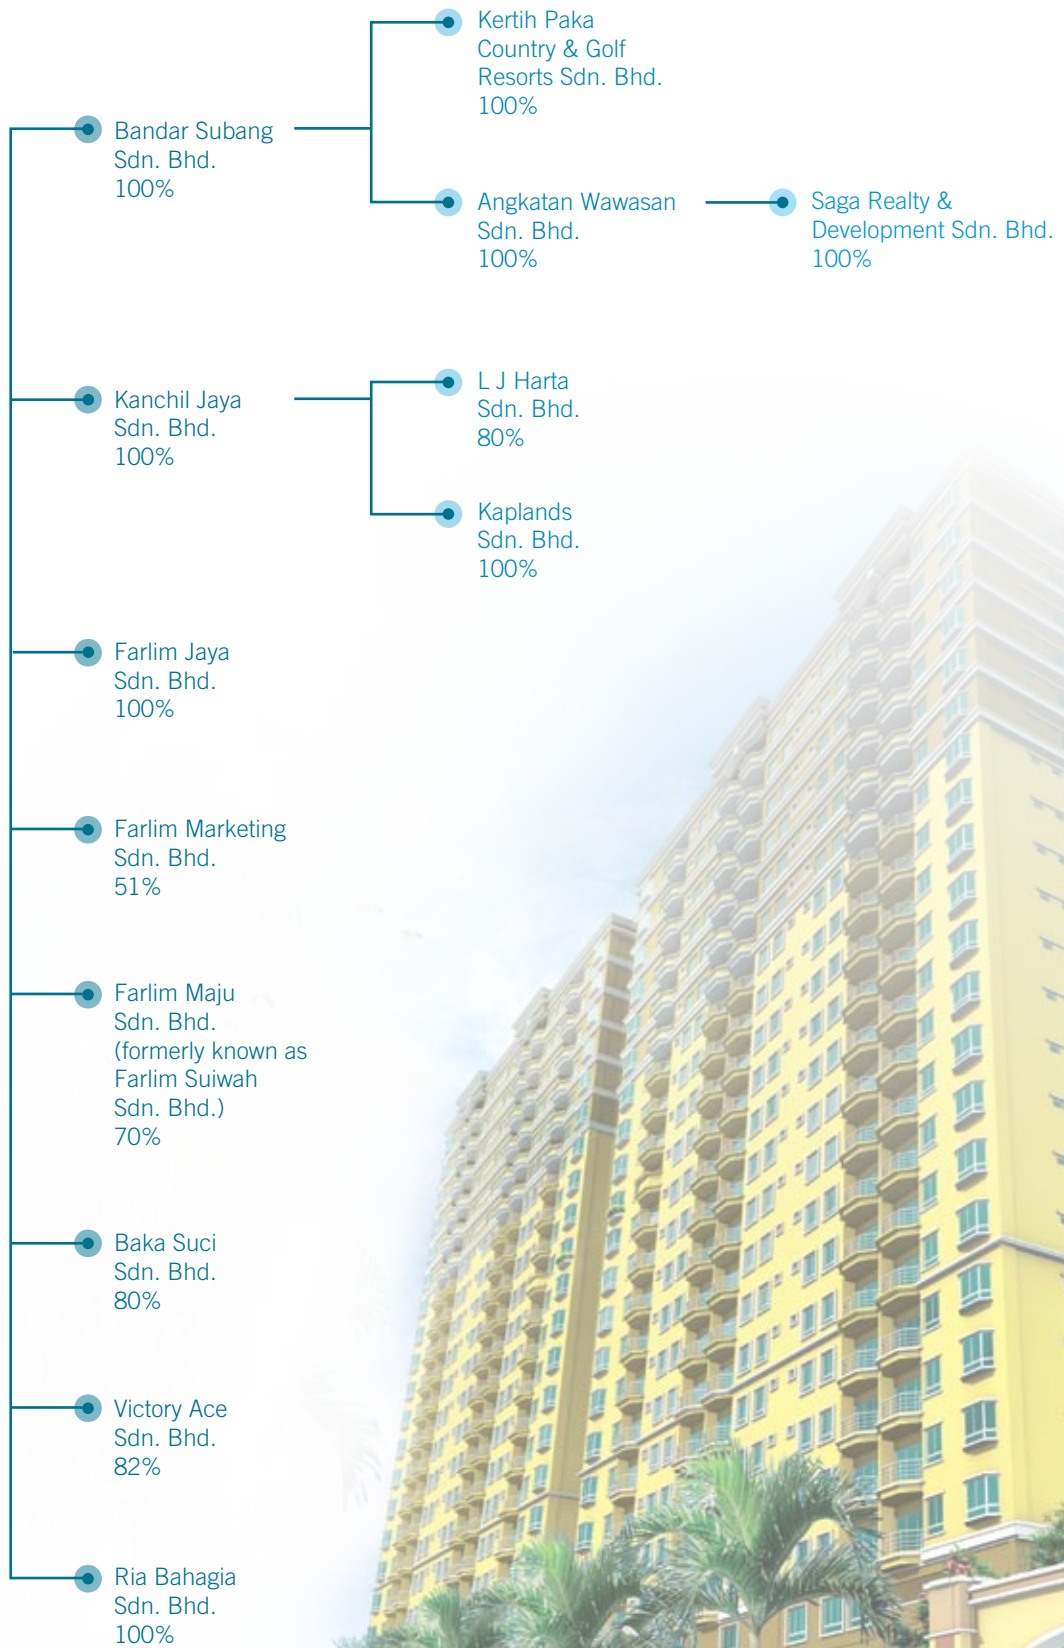 Kertih Paka
Country & Golf
Resorts Sdn. Bhd.
100%
Bandar Subang
Sdn. Bhd.
100%
Angkatan Wawasan
Sdn. Bhd.
100%
Saga Realty &
Development Sdn. Bhd.
100%
Kanchil Jaya
Sdn. Bhd.
100%
L J Harta
Sdn. Bhd.
80%
Kaplands
Sdn. Bhd.
100%
Farlim Jaya
Sdn. Bhd.
100%
Farlim Marketing
Sdn. Bhd.
51%
Farlim Maju
Sdn. Bhd.
(formerly known as
Farlim Suiwah
Sdn. Bhd.)
70%
Baka Suci
Sdn. Bhd.
80%
Victory Ace
Sdn. Bhd.
82%
Ria Bahagia
Sdn. Bhd.
100%